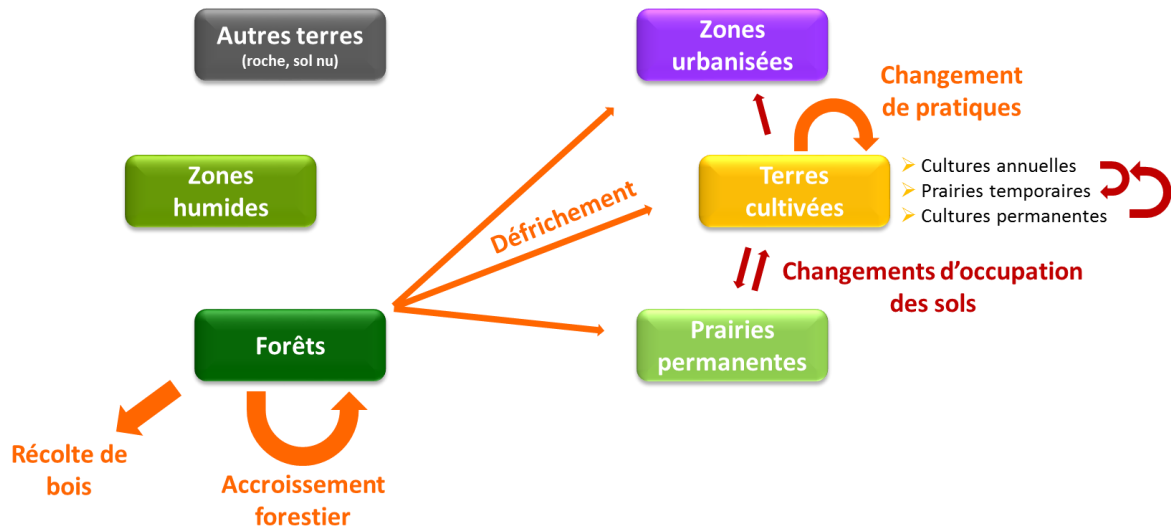 Autres terres
(roche, sol nu)
Zones
urbanisées
Changement
de pratiques
Zones
humides
Terres
cultivées
➢ Cultures annuelles
➢ Prairies temporaires
➢ Cultures permanentes
Défrichement
Changements d'occupation
des sols
Forêts
Prairies
permanentes
Récolte de
bois
Accroissement
forestier